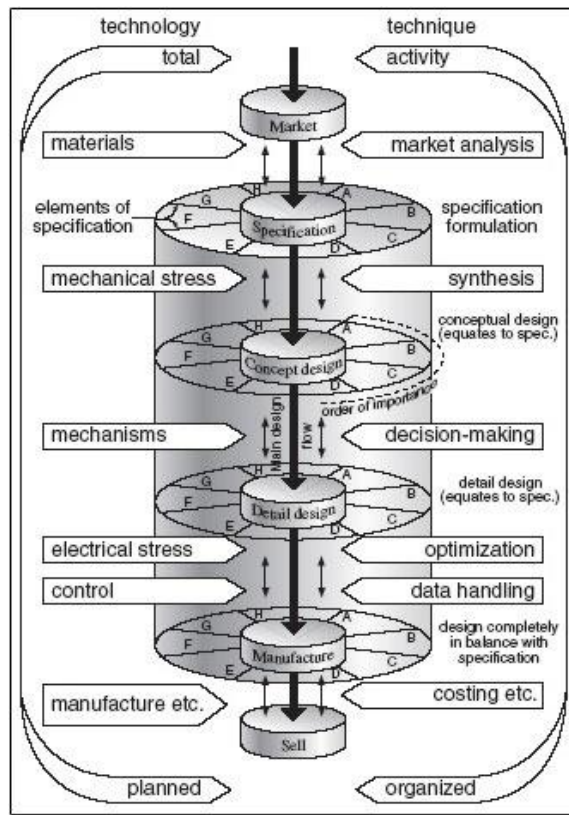 technology technique
total activity
Market
materials market analysis
H A
G B
elements of
specification
F C
E D
Specification
specification
formulation
mechanical stress synthesis
conceptual design
(equates to spec.)
H A
G B
F C
E D
Concept design
order of importance
Main design
flow
mechanisms decision-making
detail design
(equates to spec.)
H A
G B
F C
E D
Detail design
electrical stress optimization
control data handling
H A
G B
F C
E D
Manufacture
design completely
in balance with
specification
manufacture etc. costing etc.
Sell
planned organized